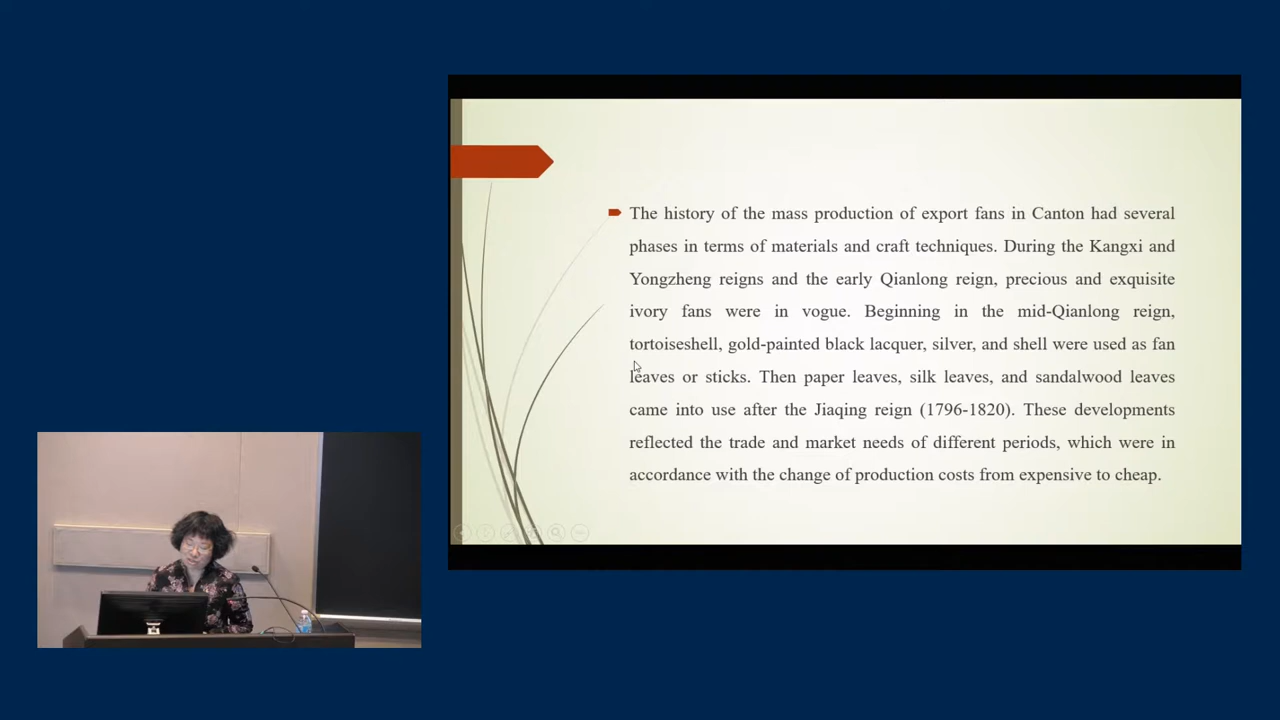 The history of the mass production of export fans in Canton had several
phases in terms of materials and craft techniques. During the Kangxi and
Yongzheng reigns and the early Qianlong reign, precious and exquisite
ivory fans were in vogue. Beginning in the mid-Qianlong reign,
tortoiseshell, gold-painted black lacquer, silver, and shell were used as fan
leaves or sticks. Then paper leaves, silk leaves, and sandalwood leaves
came into use after the Jiaqing reign (1796-1820). These developments
reflected the trade and market needs of different periods, which were in
accordance with the change of production costs from expensive to cheap.